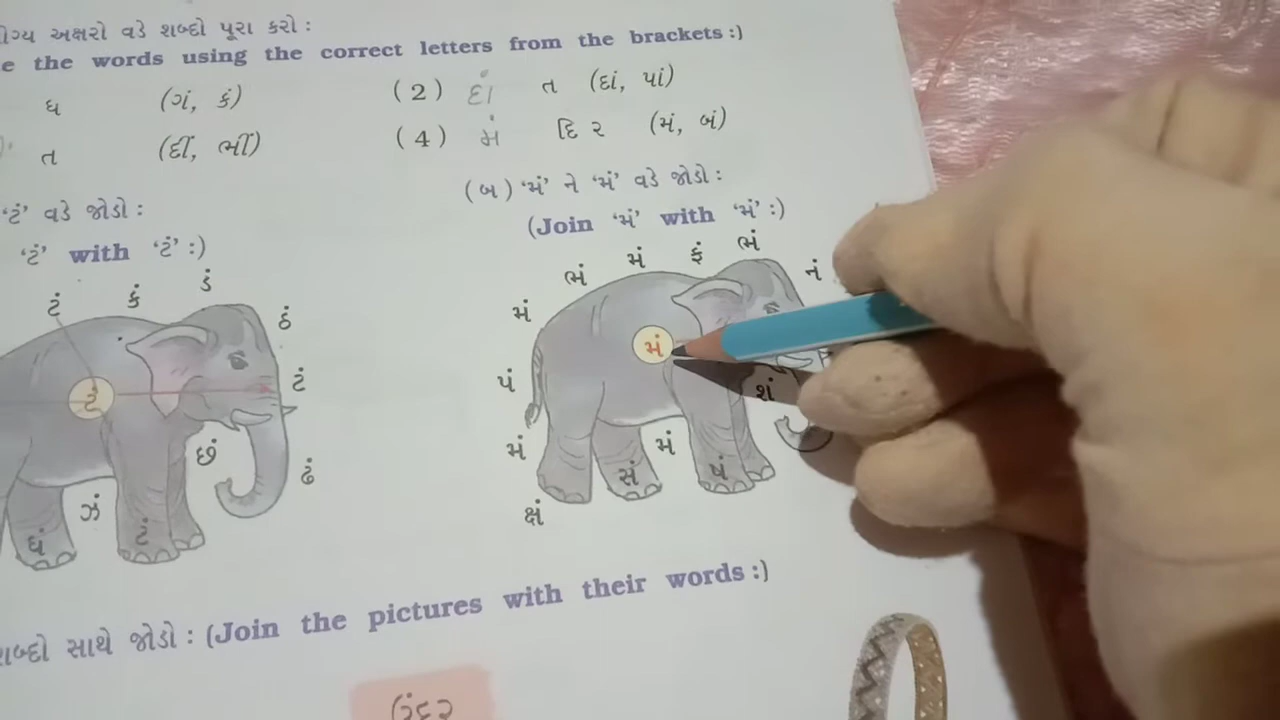 યોગ્ય અક્ષરો વડે શબ્દો પૂરા કરો :
e the words using the correct letters from the brackets :)
ધ (ગં, કં) (2) દાં ત (દાં, પાં)
ત (દીં, ભીં) (4) મં દિ ર (મં, બં)
(બ) ‘મં’ ને ‘મં’ વડે જોડો :
‘ટં’ વડે જોડો :
(Join ‘મં’ with ‘મં’ :)
‘ટં’ with ‘ટં’ :)
ટં કં ડં ઠં
ટં
ટં
છં ઢં
ઝં
ઘં ટં
મં ભં મં ફં ભં નં
મં
પં શં
મં સં મં ષં
ક્ષં
શબ્દો સાથે જોડો : (Join the pictures with their words :)
ઉંદર